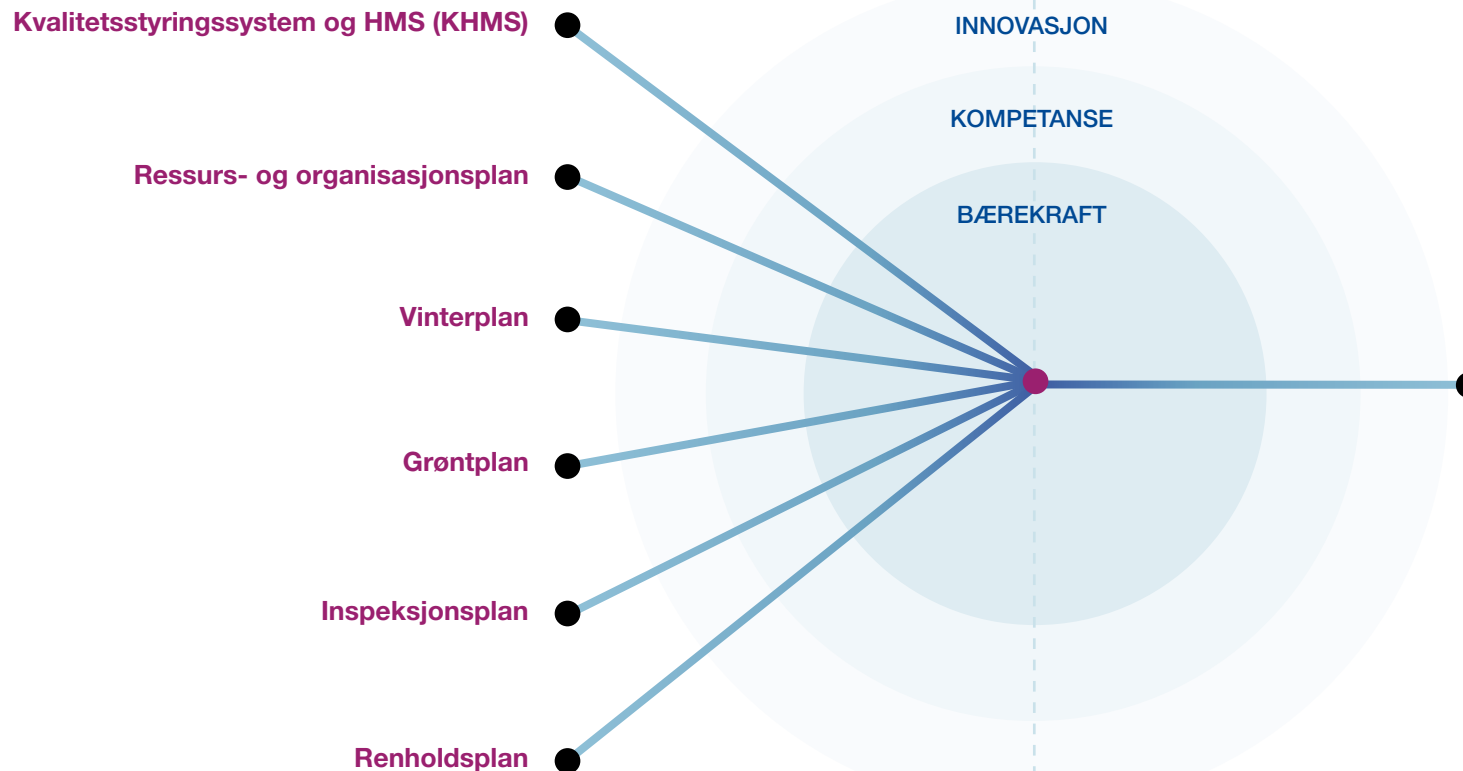 Kvalitetsstyringssystem og HMS (KHMS)
INNOVASJON
KOMPETANSE
Ressurs- og organisasjonsplan
BÆREKRAFT
Vinterplan
Grøntplan
Inspeksjonsplan
Renholdsplan